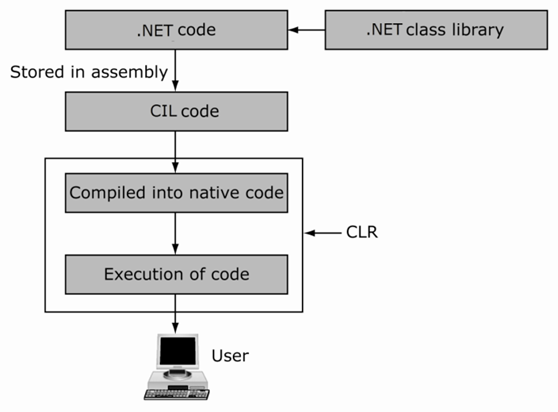 .NET code
.NET class library
Stored in assembly
CIL code
Compiled into native code
CLR
Execution of code
User